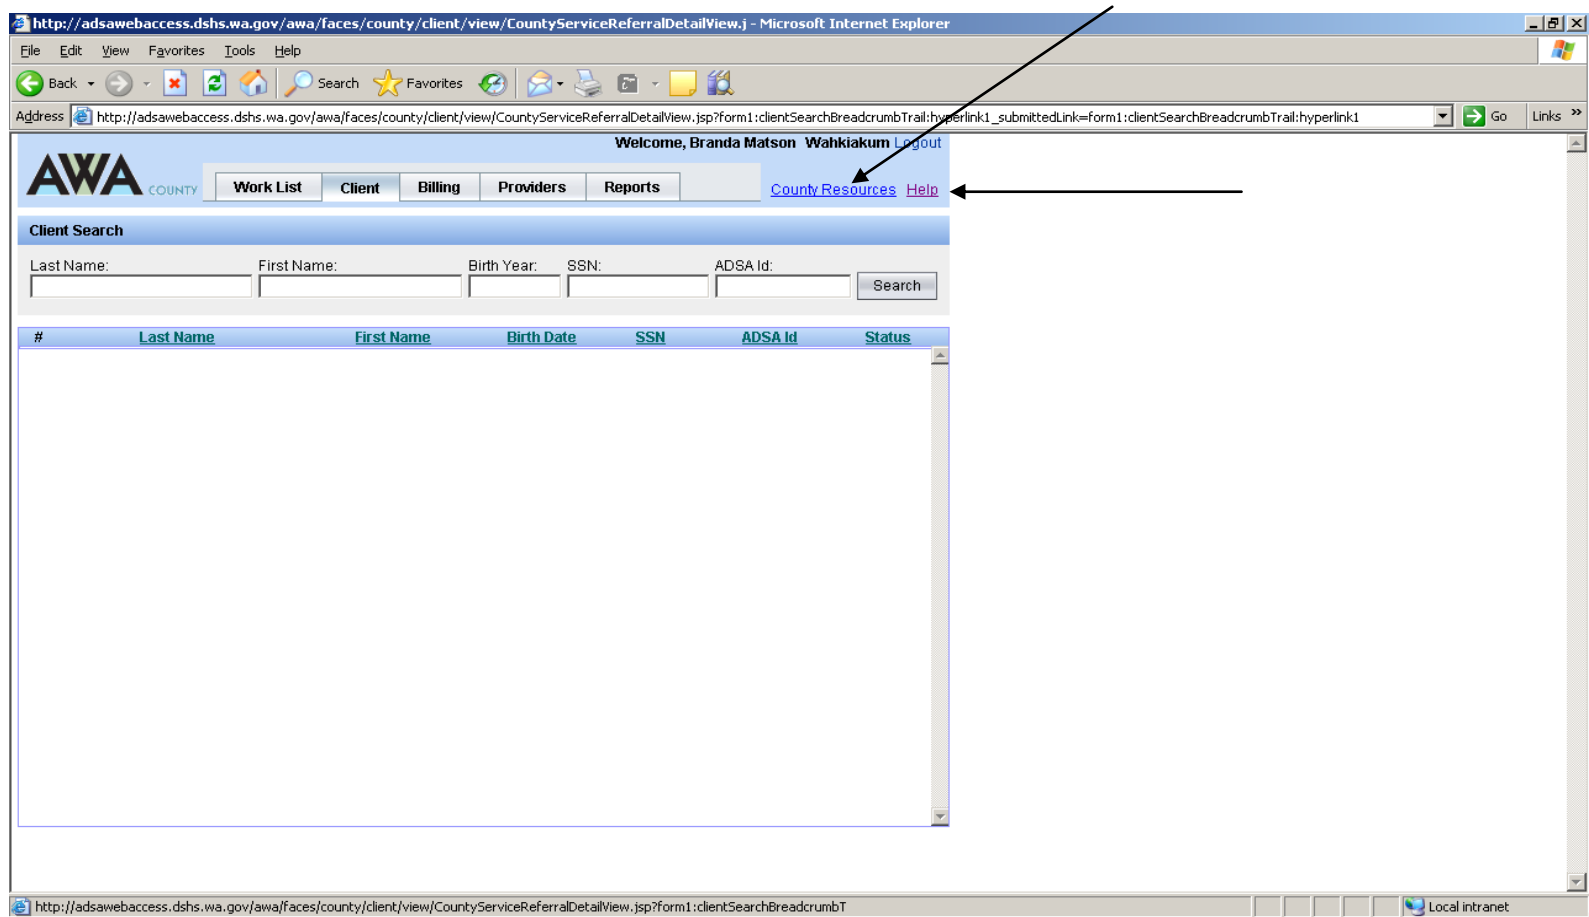 http://adsawebaccess.dshs.wa.gov/awa/faces/county/client/view/CountyServiceReferralDetailView.j - Microsoft Internet Explorer
File Edit View Favorites Tools Help
Back Search Favorites
Address http://adsawebaccess.dshs.wa.gov/awa/faces/county/client/view/CountyServiceReferralDetailView.jsp?form1:clientSearchBreadcrumbTrail:hyperlink1_submittedLink=form1:clientSearchBreadcrumbTrail:hyperlink1 Go Links »
Welcome, Branda Matson Wahkiakum Logout
AWA COUNTY Work List Client Billing Providers Reports County Resources Help
Client Search
Last Name: First Name: Birth Year: SSN: ADSA Id:
Search
# Last Name First Name Birth Date SSN ADSA Id Status
http://adsawebaccess.dshs.wa.gov/awa/faces/county/client/view/CountyServiceReferralDetailView.jsp?form1:clientSearchBreadcrumbT Local intranet